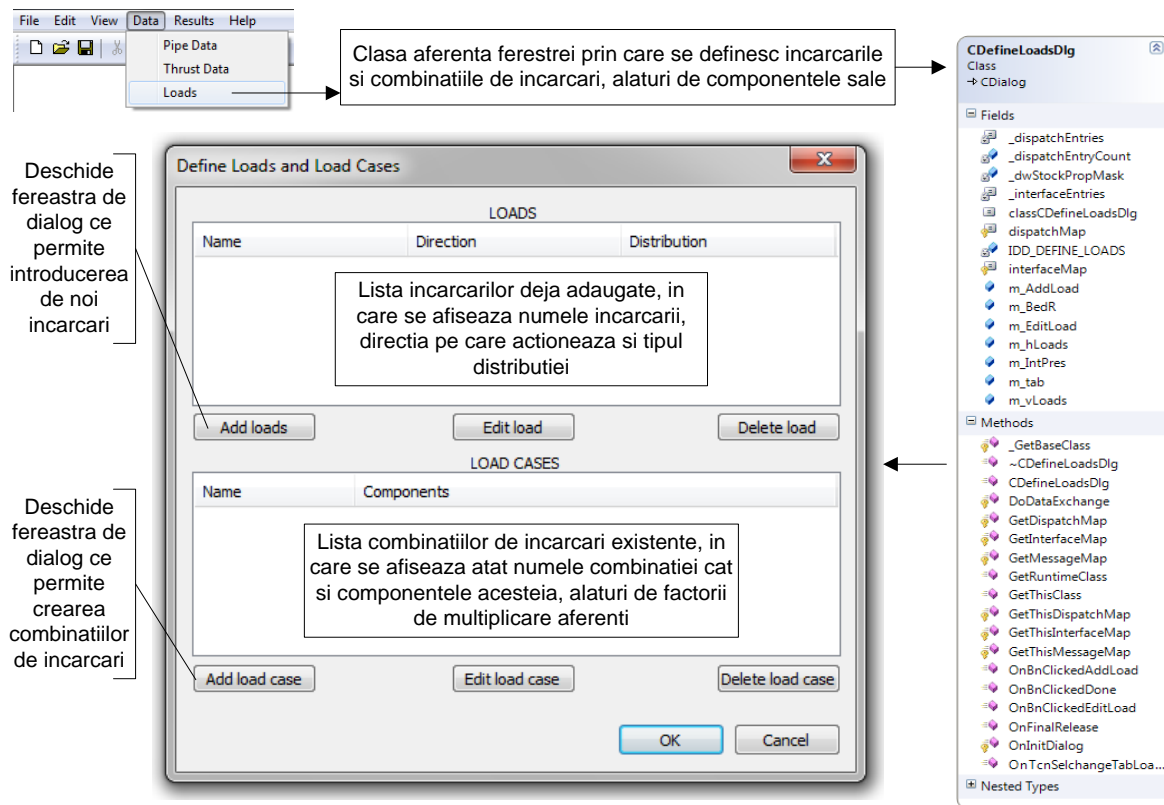 File Edit View Data Results Help
Pipe Data
Thrust Data
Loads
Clasa aferenta ferestrei prin care se definesc incarcarile
si combinatiile de incarcari, alaturi de componentele sale
Deschide
fereastra de
dialog ce
permite
introducerea
de noi
incarcari
Define Loads and Load Cases
LOADS
Name Direction Distribution
Lista incarcarilor deja adaugate, in
care se afiseaza numele incarcarii,
directia pe care actioneaza si tipul
distributiei
Add loads Edit load Delete load
LOAD CASES
Name Components
Deschide
fereastra de
dialog ce
permite
crearea
combinatiilor
de incarcari
Lista combinatiilor de incarcari existente, in
care se afiseaza atat numele combinatiei cat
si componentele acesteia, alaturi de factorii
de multiplicare aferenti
Add load case Edit load case Delete load case
OK Cancel
CDefineLoadsDlg
Class
CDialog
Fields
_dispatchEntries
_dispatchEntryCount
_dwStockPropMask
_interfaceEntries
classCDefineLoadsDlg
dispatchMap
IDD_DEFINE_LOADS
interfaceMap
m_AddLoad
m_BedR
m_EditLoad
m_hLoads
m_IntPres
m_tab
m_vLoads
Methods
_GetBaseClass
~CDefineLoadsDlg
CDefineLoadsDlg
DoDataExchange
GetDispatchMap
GetInterfaceMap
GetMessageMap
GetRuntimeClass
GetThisClass
GetThisDispatchMap
GetThisInterfaceMap
GetThisMessageMap
OnBnClickedAddLoad
OnBnClickedDone
OnBnClickedEditLoad
OnFinalRelease
OnInitDialog
OnTcnSelchangeTabLoa...
Nested Types